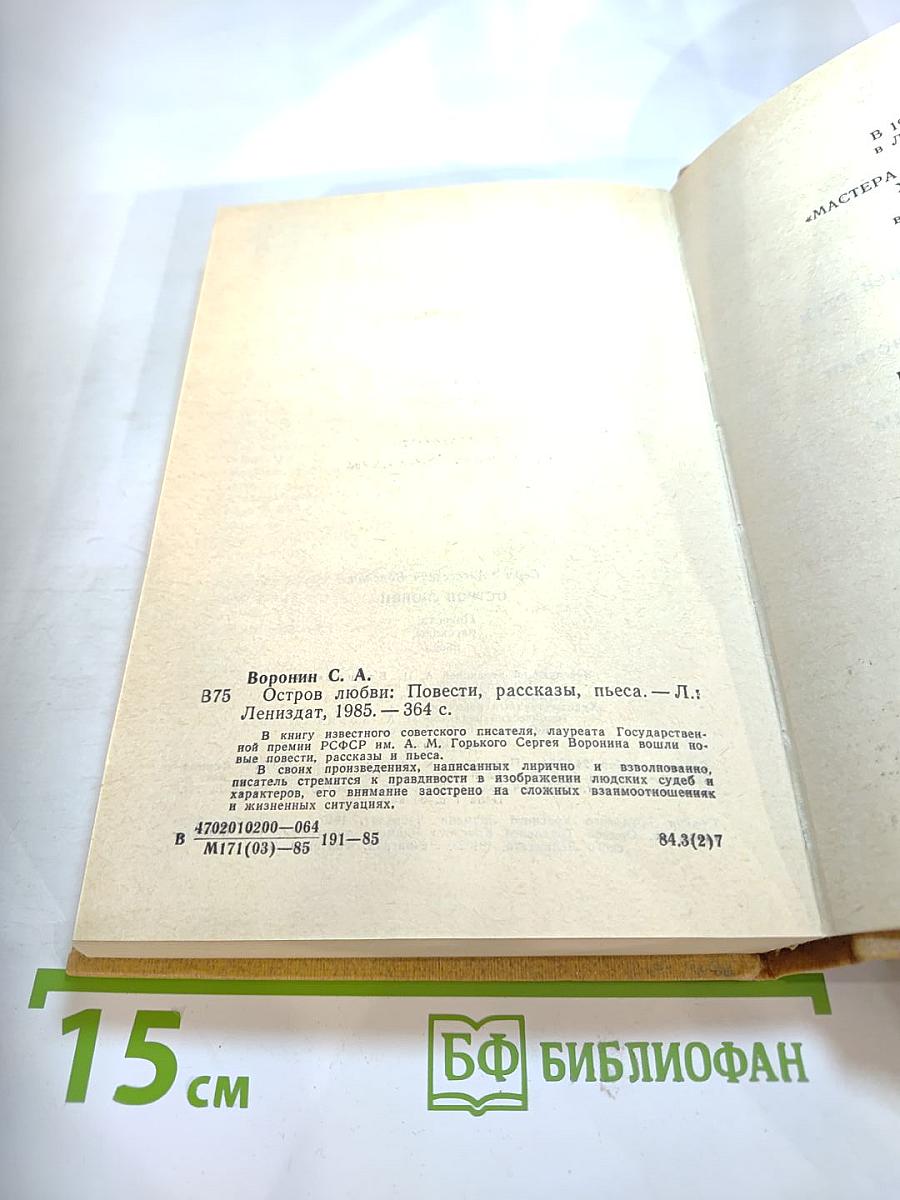 Воронин С. А.
В75 Остров любви: Повести, рассказы, пьеса. — Л.:
Лениздат, 1985. — 364 с.
В книгу известного советского писателя, лауреата Государствен-
ной премии РСФСР им. А. М. Горького Сергея Воронина вошли но-
вые повести, рассказы и пьеса.
В своих произведениях, написанных лирично и взволнованно,
писатель стремится к правдивости в изображении людских судеб и
характеров, его внимание заострено на сложных взаимоотношениях
и жизненных ситуациях.
В 4702010200—064
М171(03)—85 191—85 84.3(2)7
«МАСТЕРА
15 см
БФ БИБЛИОФАН